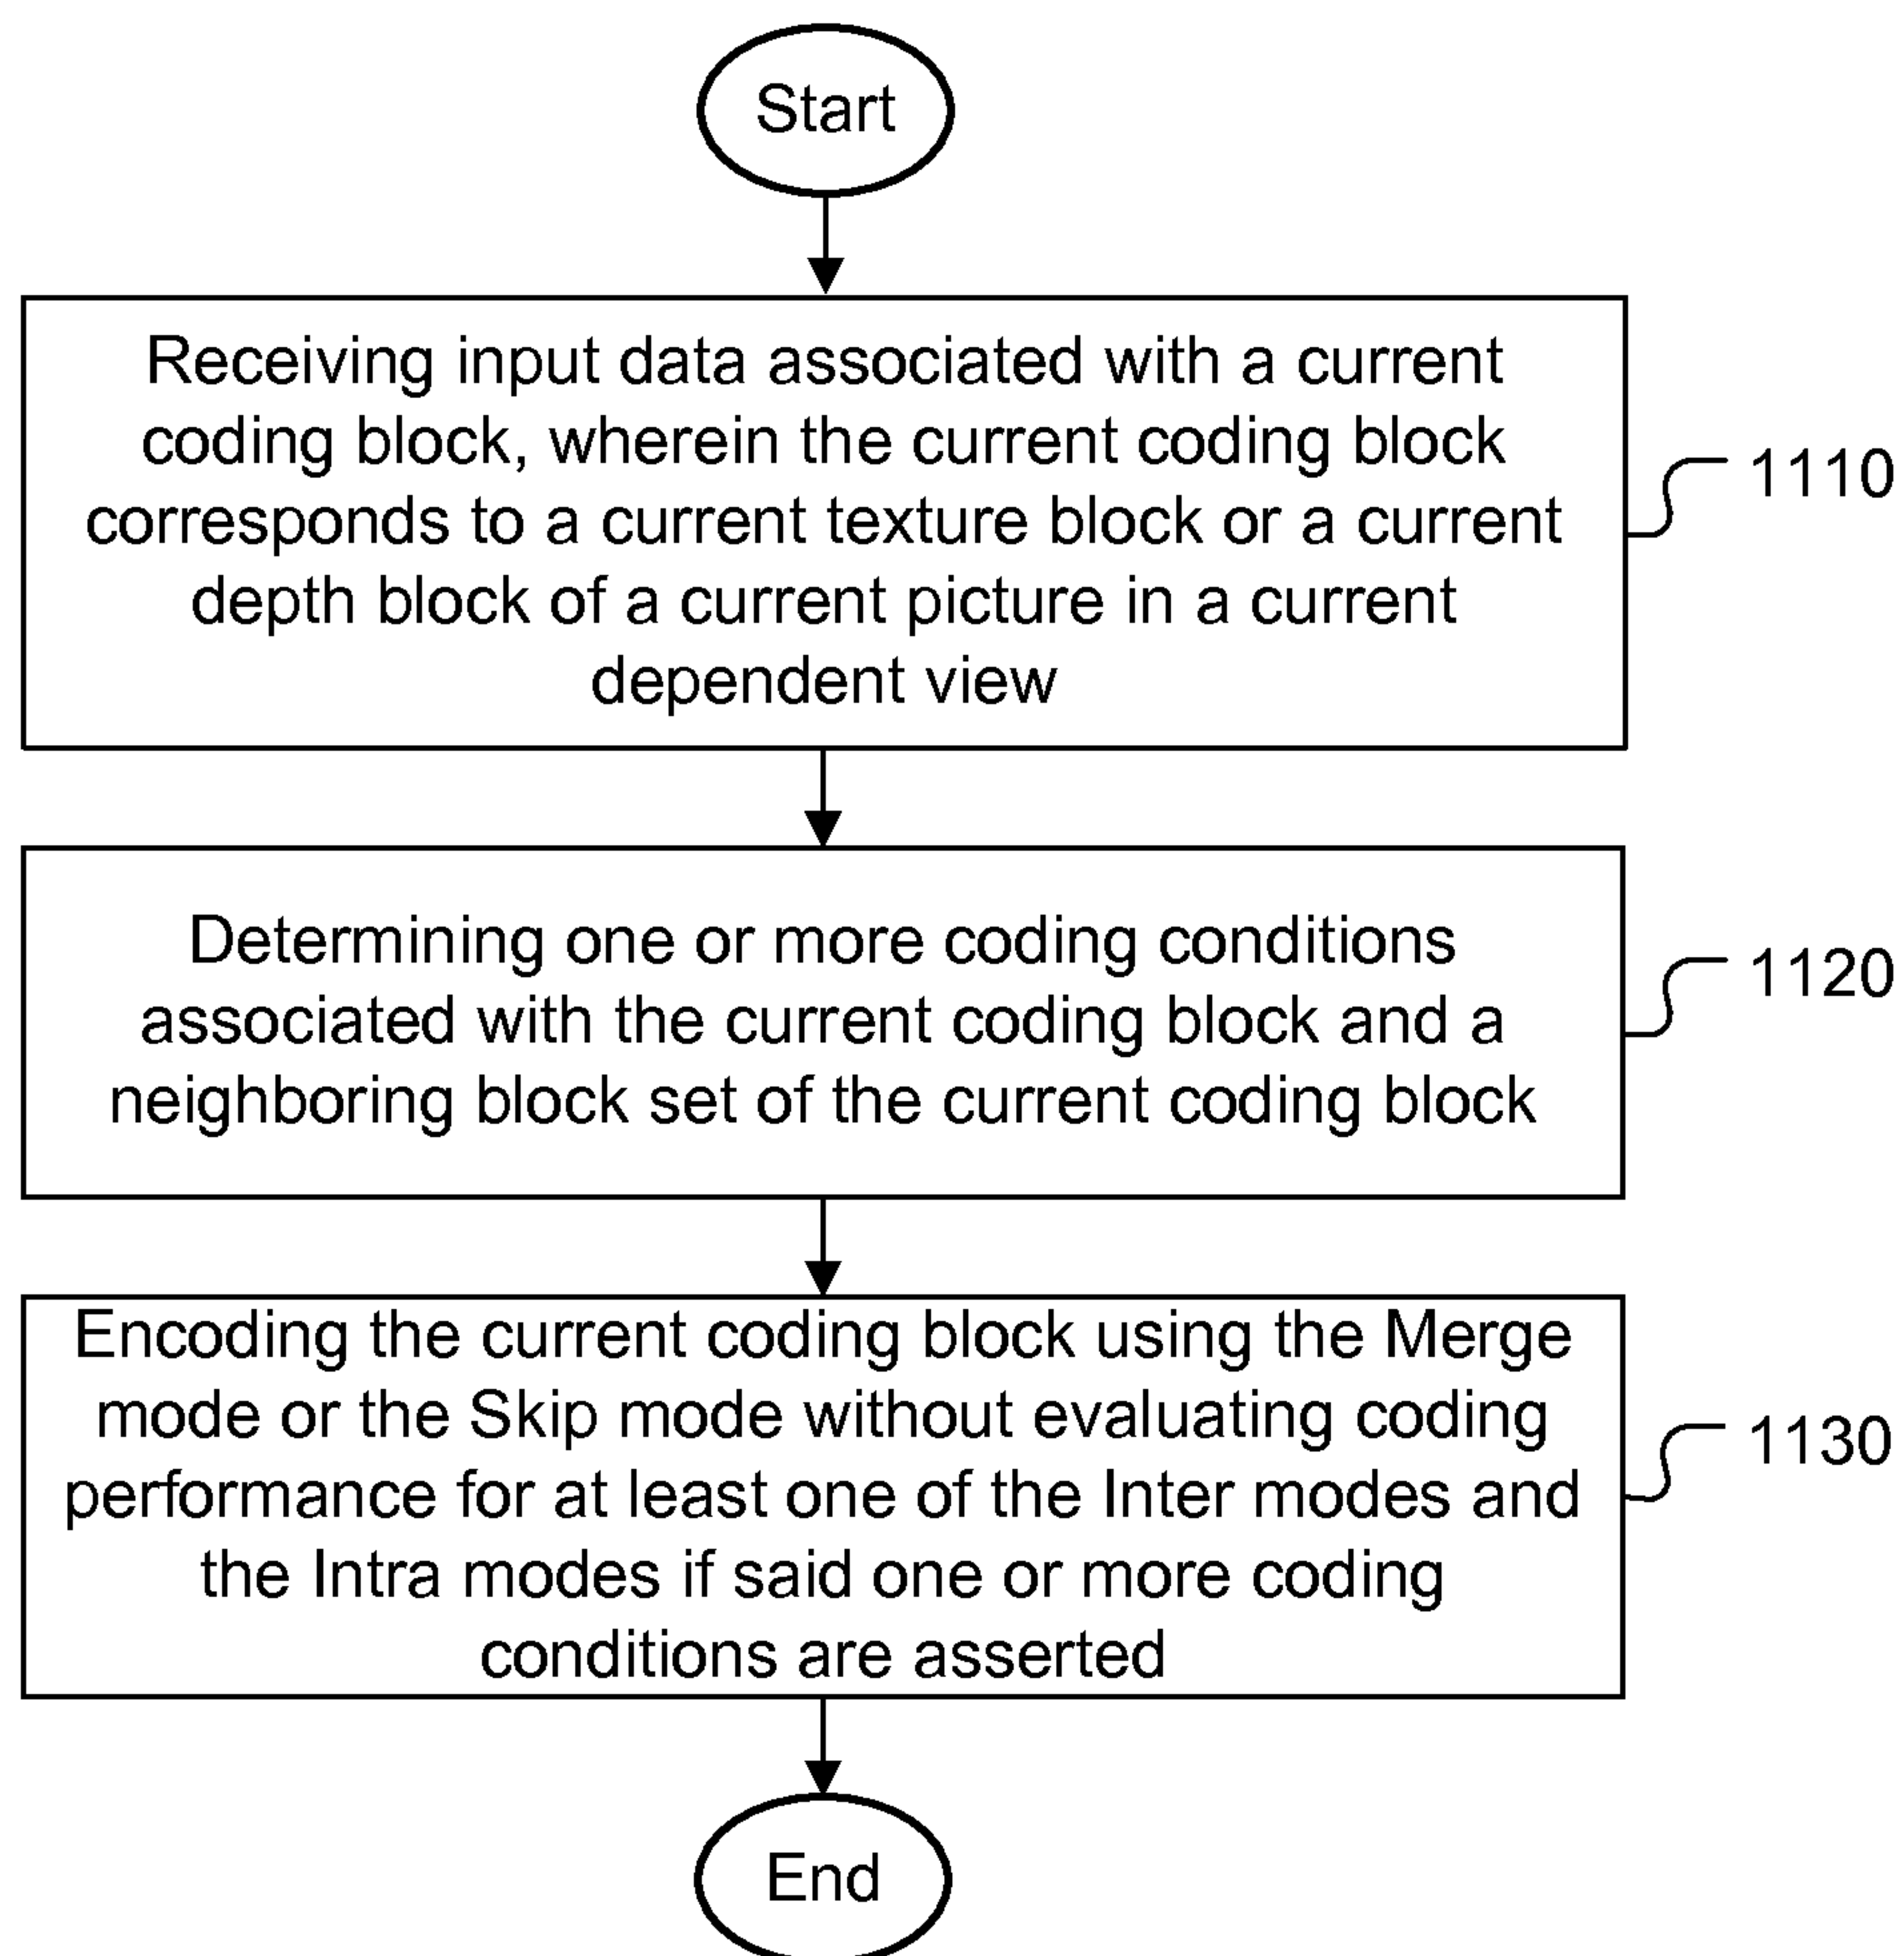 Start
Receiving input data associated with a current
coding block, wherein the current coding block
corresponds to a current texture block or a current
depth block of a current picture in a current
dependent view
1110
Determining one or more coding conditions
associated with the current coding block and a
neighboring block set of the current coding block
1120
Encoding the current coding block using the Merge
mode or the Skip mode without evaluating coding
performance for at least one of the Inter modes and
the Intra modes if said one or more coding
conditions are asserted
1130
End